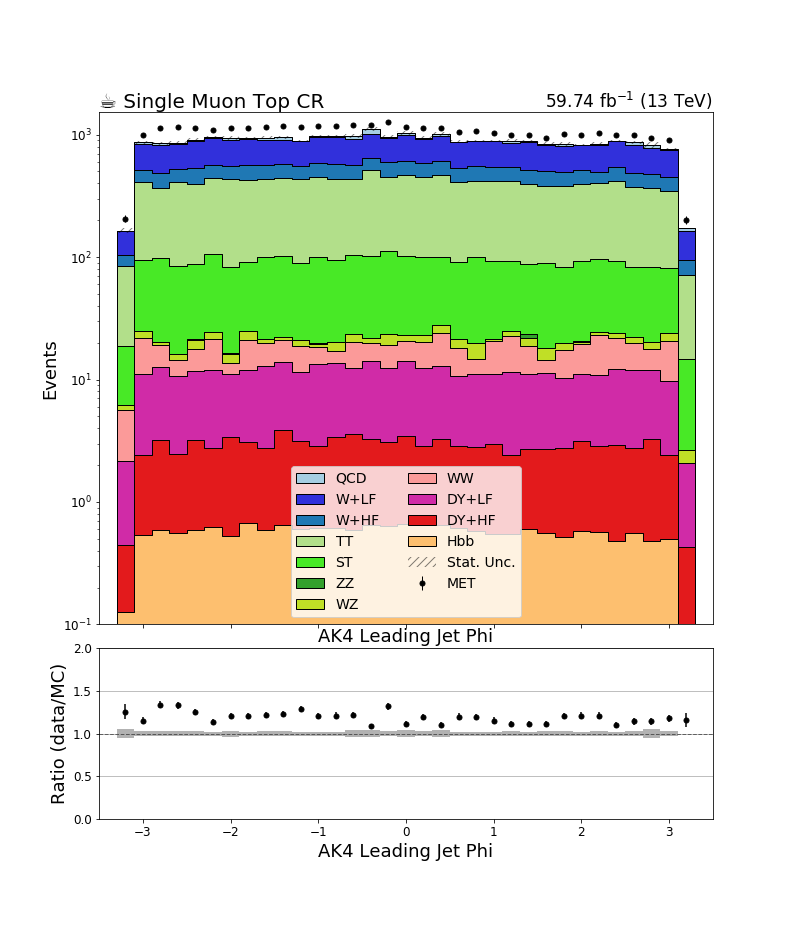 ☕ Single Muon Top CR
59.74 fb⁻¹ (13 TeV)
Events
10³
10²
10¹
10⁰
10⁻¹
QCD
W+LF
W+HF
TT
ST
ZZ
WZ
WW
DY+LF
DY+HF
Hbb
Stat. Unc.
MET
AK4 Leading Jet Phi
Ratio (data/MC)
2.0
1.5
1.0
0.5
0.0
−3 −2 −1 0 1 2 3
AK4 Leading Jet Phi